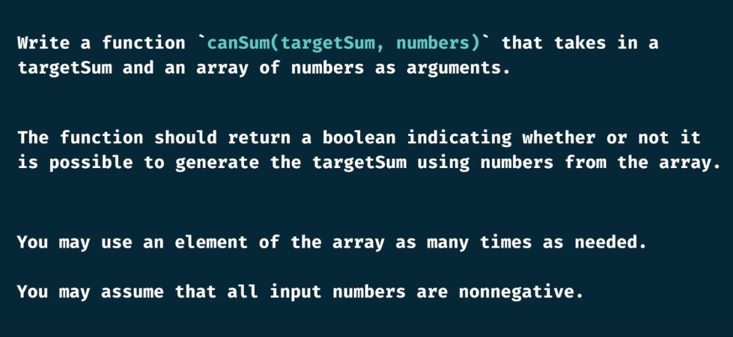 Write a function `canSum(targetSum, numbers)` that takes in a
targetSum and an array of numbers as arguments.
The function should return a boolean indicating whether or not it
is possible to generate the targetSum using numbers from the array.
You may use an element of the array as many times as needed.
You may assume that all input numbers are nonnegative.